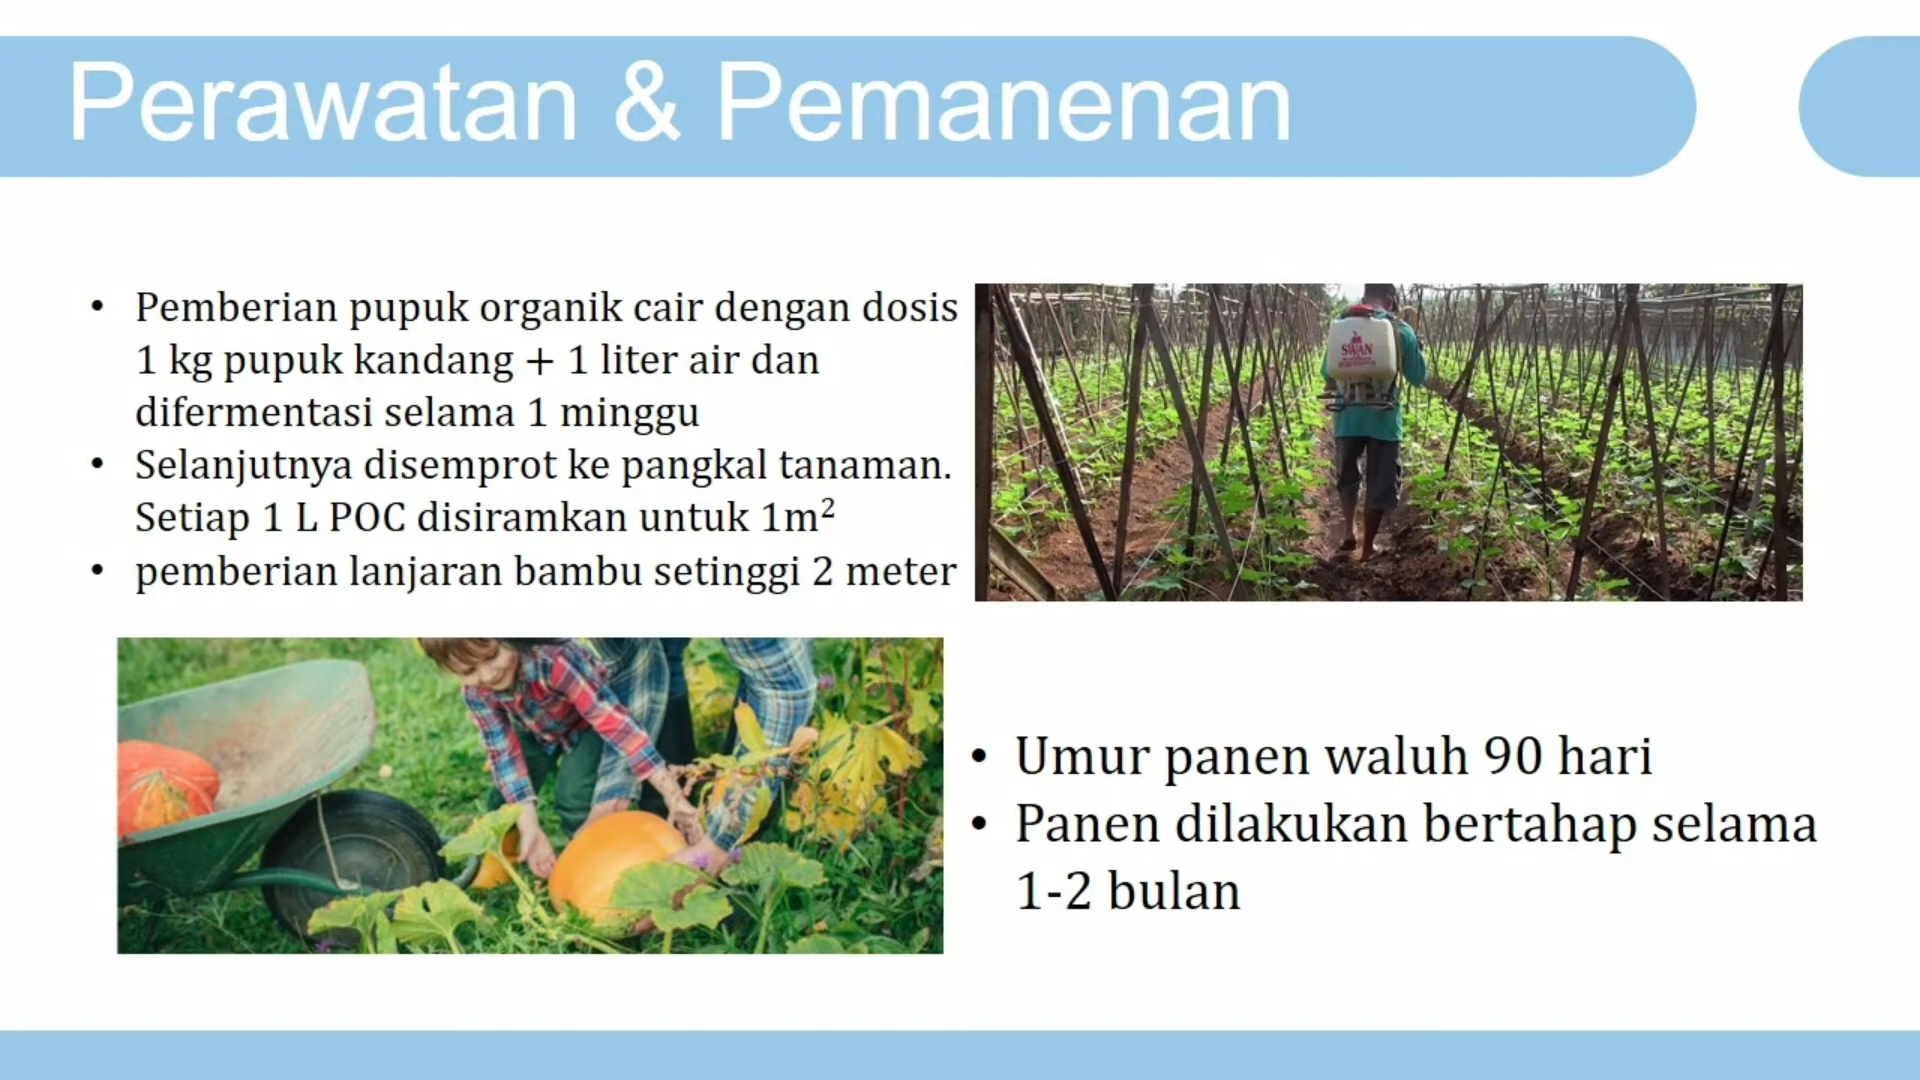 Perawatan & Pemanenan
• Pemberian pupuk organik cair dengan dosis
1 kg pupuk kandang + 1 liter air dan
difermentasi selama 1 minggu
• Selanjutnya disemprot ke pangkal tanaman.
Setiap 1 L POC disiramkan untuk 1m²
• pemberian lanjaran bambu setinggi 2 meter
SWAN
• Umur panen waluh 90 hari
• Panen dilakukan bertahap selama
1-2 bulan